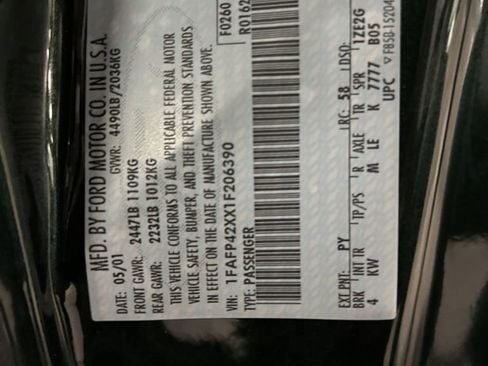 MFD. BY FORD MOTOR CO. IN U.S.A.
DATE: 05/01 GVWR: 4490LB/2036KG
FRONT GAWR: 2447LB 1109KG
REAR GAWR: 2232LB 1012KG
THIS VEHICLE CONFORMS TO ALL APPLICABLE FEDERAL MOTOR
VEHICLE SAFETY, BUMPER, AND THEFT PREVENTION STANDARDS
IN EFFECT ON THE DATE OF MANUFACTURE SHOWN ABOVE.
VIN: 1FAFP42XX1F206390
TYPE: PASSENGER
F0260
R0162
EXT PNT: PY RC: 58 DSO:
BRK INT TR TP/PS R AXLE TR SPR 1ZE2G
4 KW M LE K 7777 B05
UPC